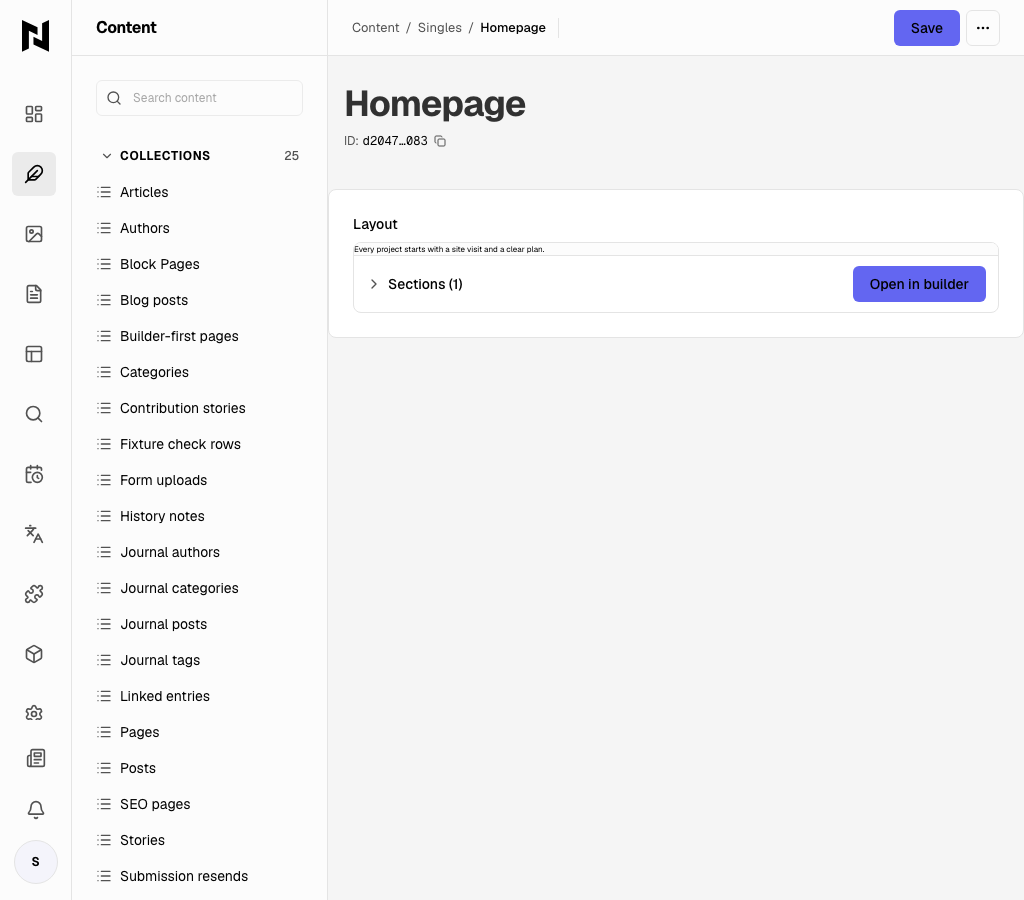 Content
Content / Singles / Homepage
Save
Search content
COLLECTIONS 25
Articles
Authors
Block Pages
Blog posts
Builder-first pages
Categories
Contribution stories
Fixture check rows
Form uploads
History notes
Journal authors
Journal categories
Journal posts
Journal tags
Linked entries
Pages
Posts
SEO pages
Stories
Submission resends
S
Homepage
ID: d2047…083
Layout
Every project starts with a site visit and a clear plan.
Sections (1)
Open in builder